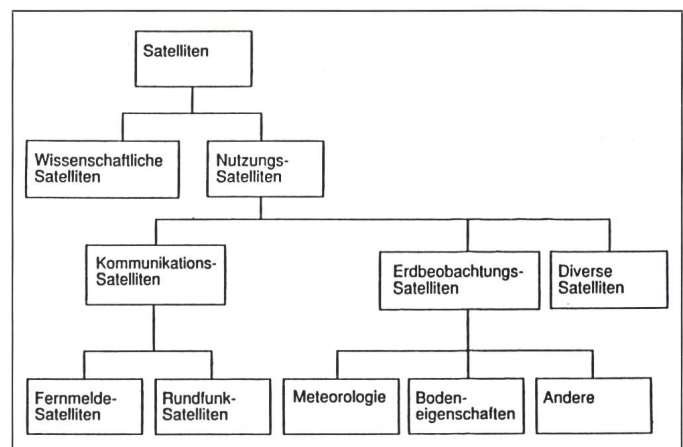 Satelliten
Wissenschaftliche
Satelliten
Nutzungs-
Satelliten
Kommunikations-
Satelliten
Erdbeobachtungs-
Satelliten
Diverse
Satelliten
Fernmelde-
Satelliten
Rundfunk-
Satelliten
Meteorologie
Boden-
eigenschaften
Andere